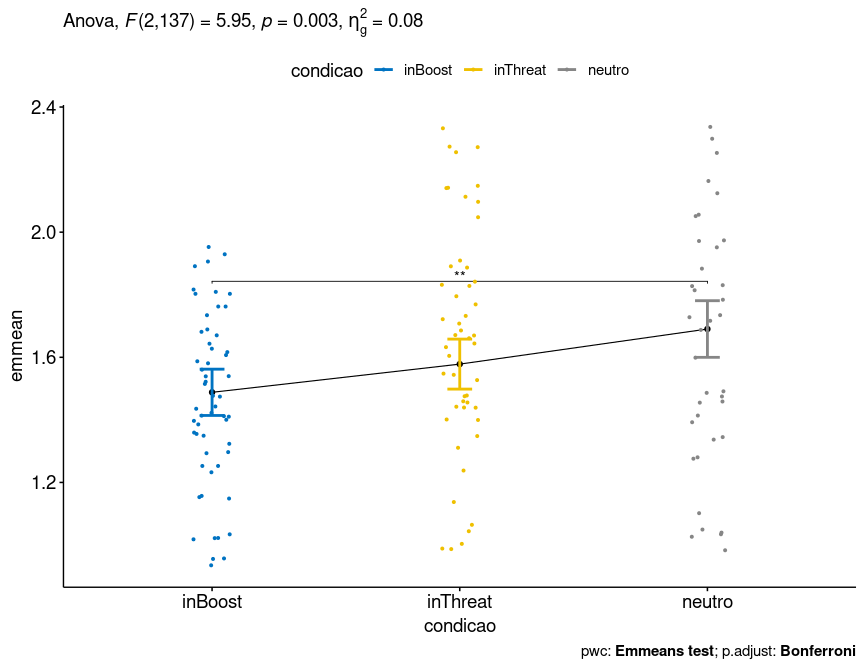 Anova, F(2,137) = 5.95, p = 0.003, η²g = 0.08
condicao inBoost inThreat neutro
2.4
**
2.0
1.6
1.2
emmean
inBoost inThreat neutro
condicao
pwc: Emmeans test; p.adjust: Bonferroni